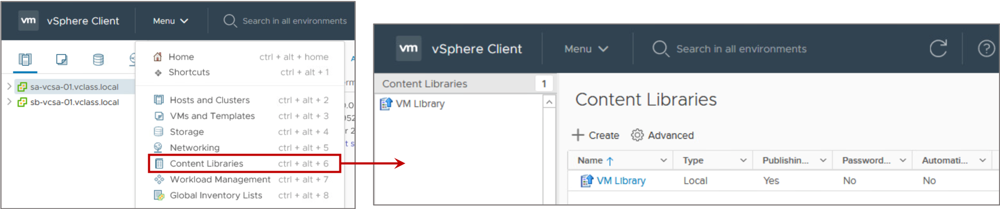 vm vSphere Client Menu Search in all environments
Home ctrl + alt + home
Shortcuts ctrl + alt + 1
sa-vcsa-01.vclass.local
sb-vcsa-01.vclass.local
Hosts and Clusters ctrl + alt + 2
VMs and Templates ctrl + alt + 3
Storage ctrl + alt + 4
Networking ctrl + alt + 5
Content Libraries ctrl + alt + 6
Workload Management ctrl + alt + 7
Global Inventory Lists ctrl + alt + 8
vm vSphere Client Menu Search in all environments
Content Libraries 1
VM Library
Content Libraries
Create Advanced
Name Type Publishin... Password... Automati...
VM Library Local Yes No No